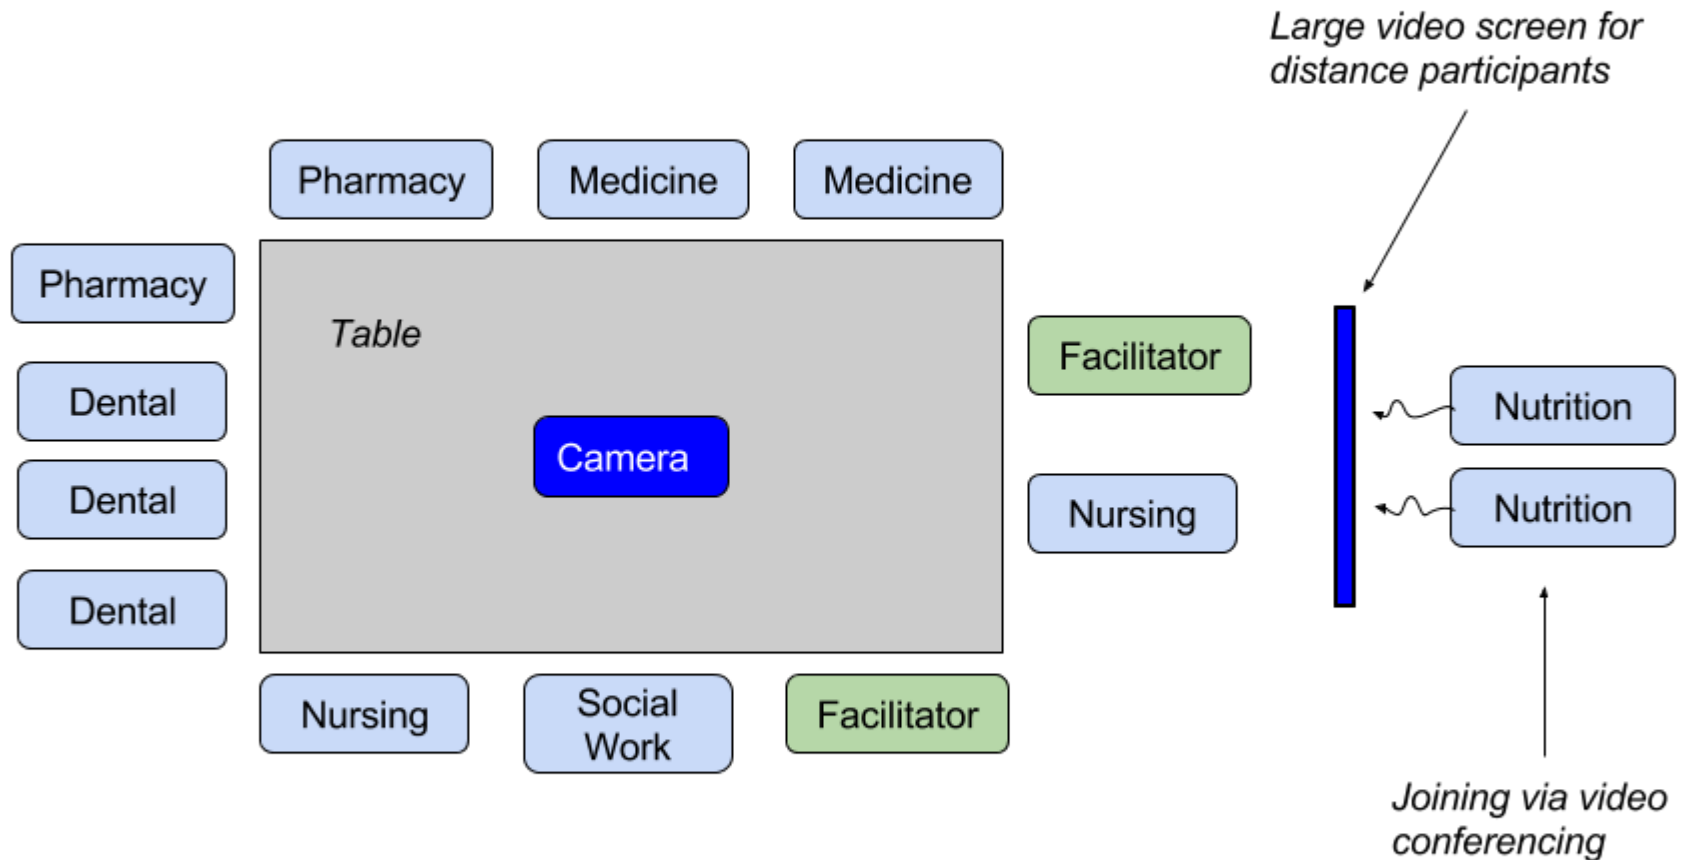 Large video screen for
distance participants
Pharmacy
Medicine
Medicine
Pharmacy
Table
Facilitator
Dental
Nutrition
Camera
Dental
Nursing
Nutrition
Dental
Nursing
Social
Work
Facilitator
Joining via video
conferencing